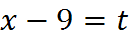 x − 9 = t